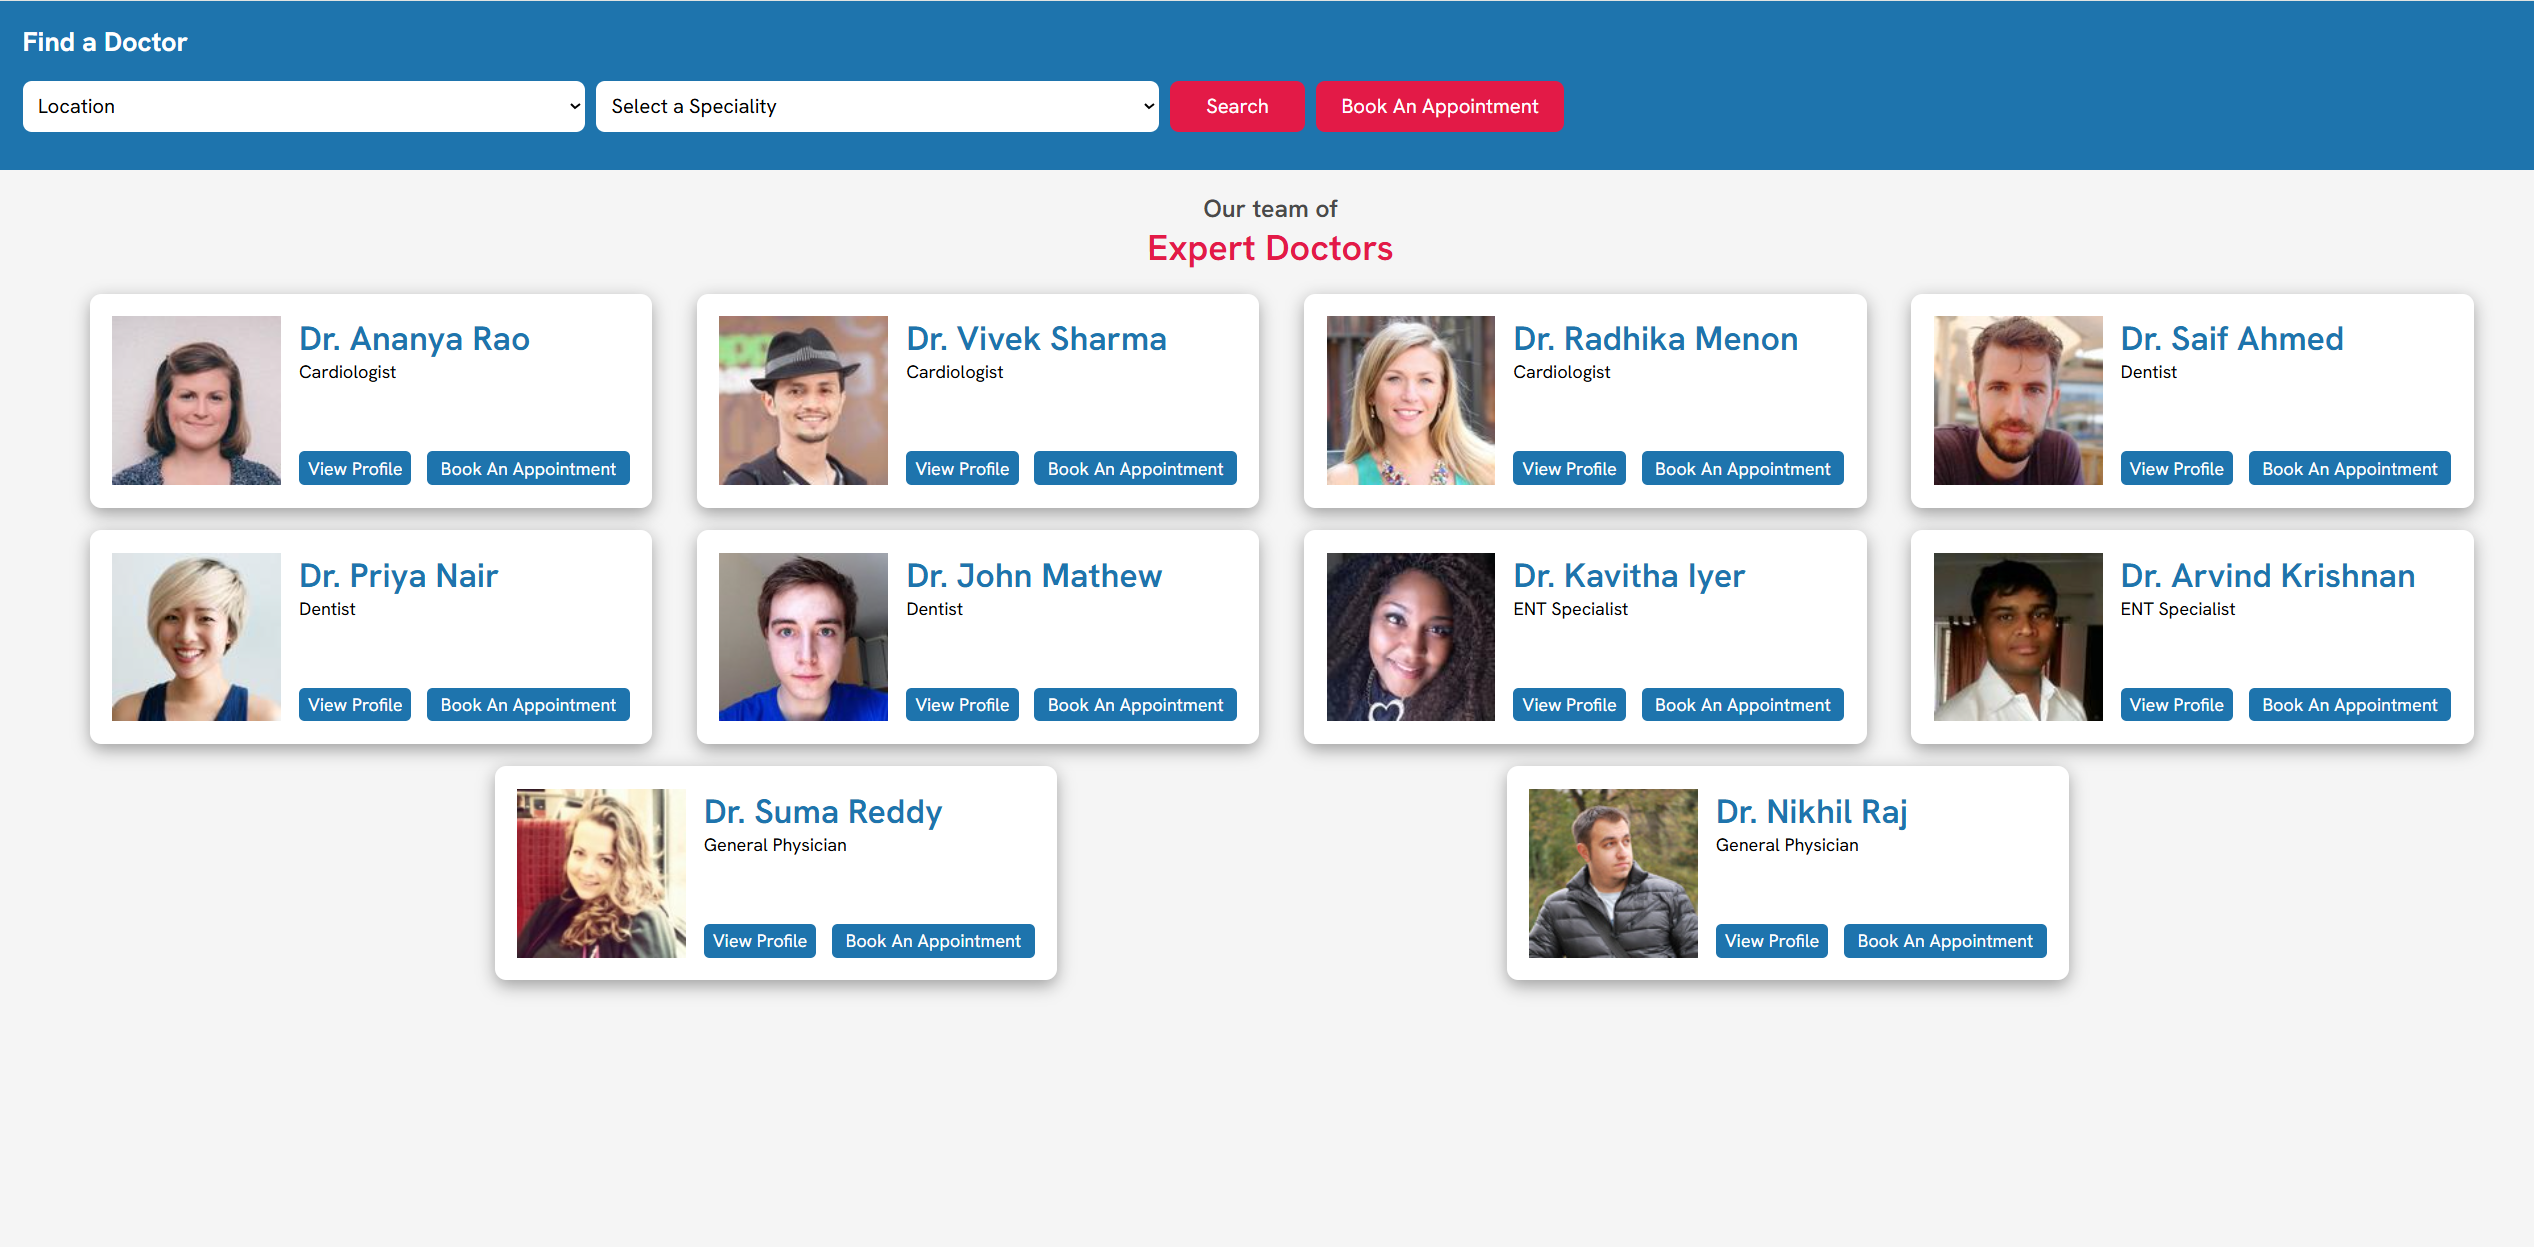 Find a Doctor
Location
Select a Speciality
Search
Book An Appointment
Our team of
Expert Doctors
Dr. Ananya Rao
Cardiologist
View Profile
Book An Appointment
Dr. Vivek Sharma
Cardiologist
View Profile
Book An Appointment
Dr. Radhika Menon
Cardiologist
View Profile
Book An Appointment
Dr. Saif Ahmed
Dentist
View Profile
Book An Appointment
Dr. Priya Nair
Dentist
View Profile
Book An Appointment
Dr. John Mathew
Dentist
View Profile
Book An Appointment
Dr. Kavitha Iyer
ENT Specialist
View Profile
Book An Appointment
Dr. Arvind Krishnan
ENT Specialist
View Profile
Book An Appointment
Dr. Suma Reddy
General Physician
View Profile
Book An Appointment
Dr. Nikhil Raj
General Physician
View Profile
Book An Appointment